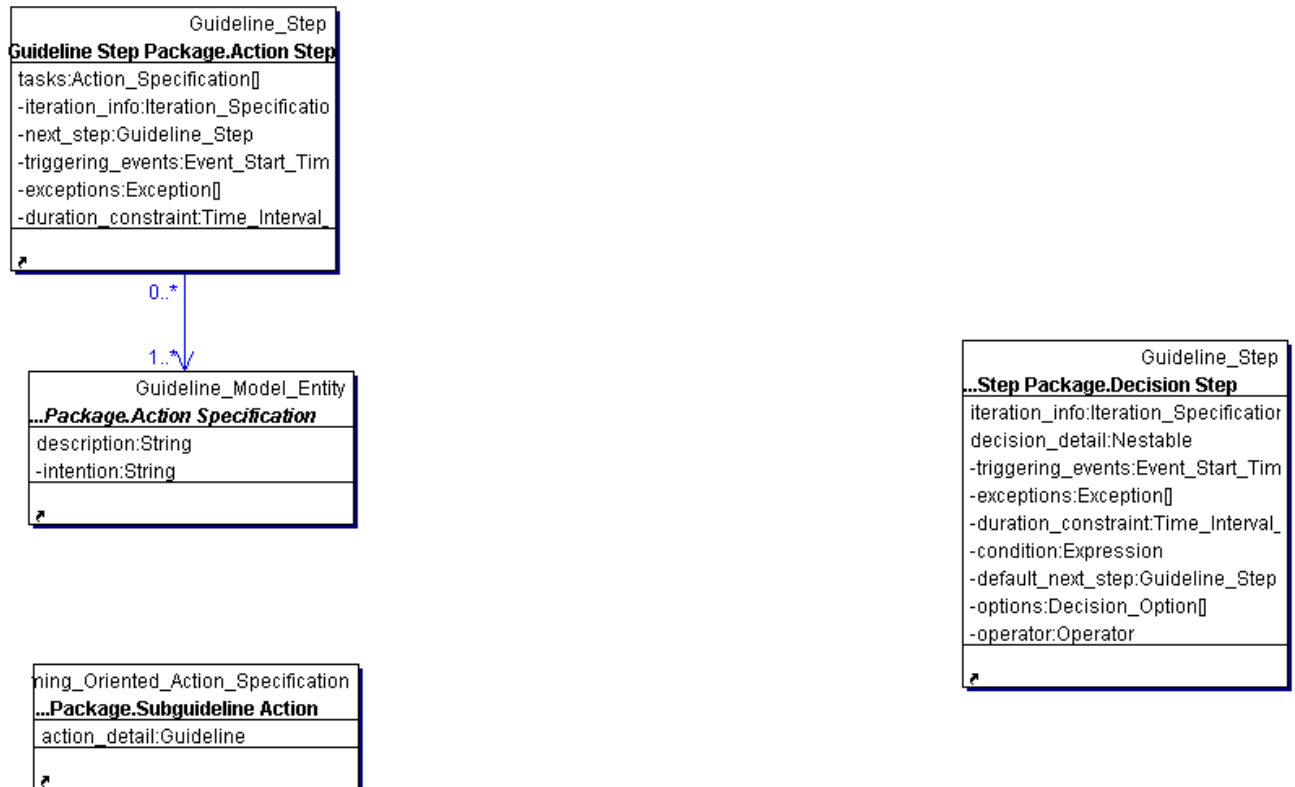 Guideline_Step
Guideline Step Package.Action Step
tasks:Action_Specification[]
-iteration_info:Iteration_Specificatio
-next_step:Guideline_Step
-triggering_events:Event_Start_Tim
-exceptions:Exception[]
-duration_constraint:Time_Interval_
0..*
1..*
Guideline_Model_Entity
...Package.Action Specification
description:String
-intention:String
Guideline_Step
...Step Package.Decision Step
iteration_info:Iteration_Specification
decision_detail:Nestable
-triggering_events:Event_Start_Tim
-exceptions:Exception[]
-duration_constraint:Time_Interval_
-condition:Expression
-default_next_step:Guideline_Step
-options:Decision_Option[]
-operator:Operator
ning_Oriented_Action_Specification
...Package.Subguideline Action
action_detail:Guideline